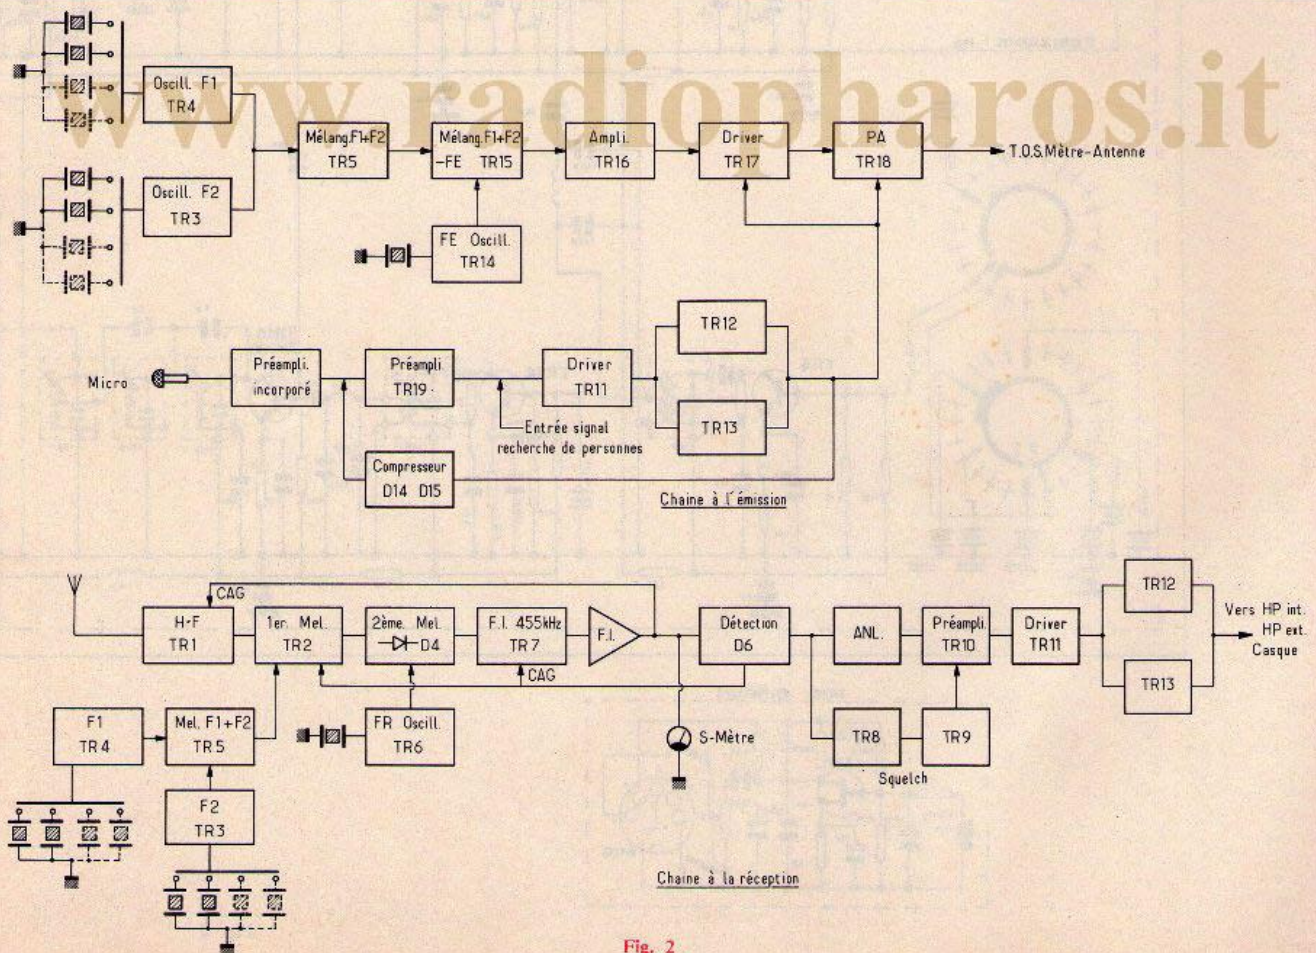 www.radiopharos.it
Oscill. F1
TR4
Mélang.F1+F2
TR5
Mélang.F1+F2
-FE TR15
Ampli.
TR16
Driver
TR17
PA
TR18
T.O.S.Mètre-Antenne
Oscill. F2
TR3
FE Oscill.
TR14
TR12
Micro
Préampli.
incorporé
Préampli.
TR19
Driver
TR11
TR13
Entrée signal
recherche de personnes
Compresseur
D14 D15
Chaine à l'émission
CAG
H-F
TR1
1er. Mel.
TR2
2ème. Mel.
D4
F.I. 455kHz
TR7
F.I.
Détection
D6
ANL.
Préampli.
TR10
Driver
TR11
TR12
TR13
Vers HP int.
HP ext.
Casque
CAG
F1
TR4
Mel. F1+F2
TR5
FR Oscill.
TR6
S-Mètre
TR8
TR9
Squelch
F2
TR3
Chaine à la réception
Fig. 2